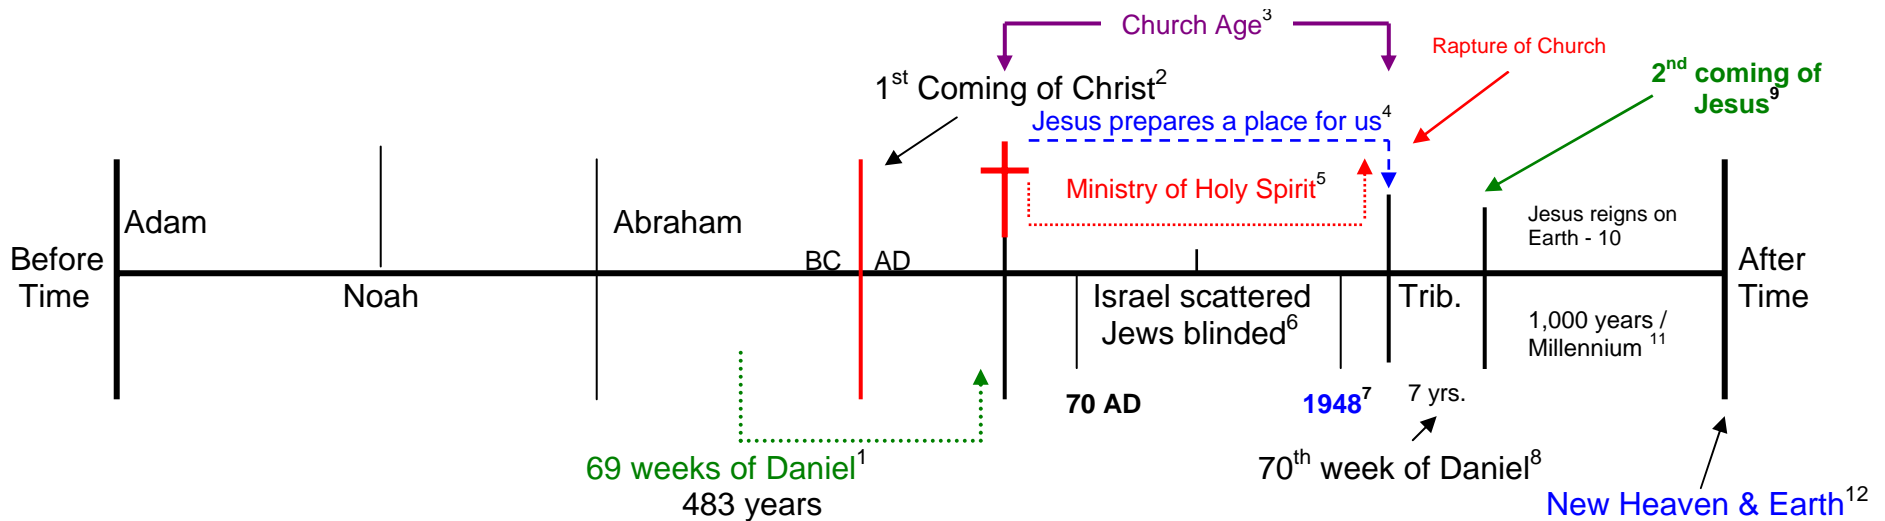 Church Age3
Rapture of Church
2nd coming of
Jesus9
1st Coming of Christ2
Jesus prepares a place for us4
Ministry of Holy Spirit5
Adam
Abraham
Jesus reigns on
Earth - 10
Before
Time
BC
AD
After
Time
Noah
Israel scattered
Jews blinded6
Trib.
1,000 years /
Millennium 11
70 AD
19487
7 yrs.
69 weeks of Daniel1
483 years
70th week of Daniel8
New Heaven & Earth12